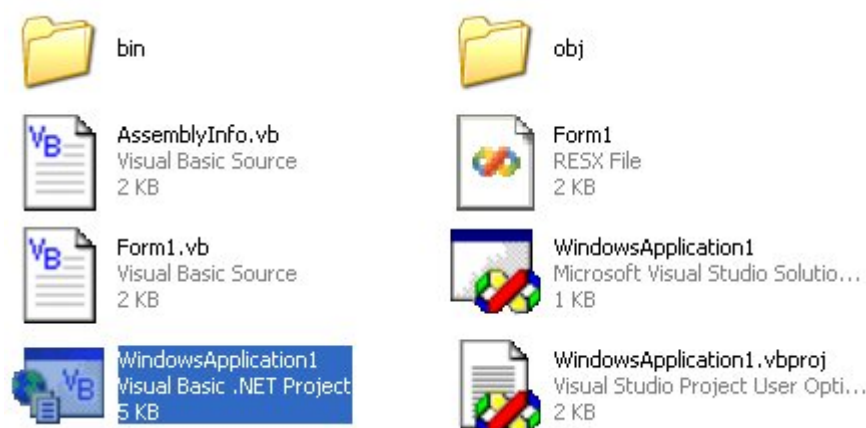 bin
obj
AssemblyInfo.vb
Visual Basic Source
2 KB
Form1
RESX File
2 KB
Form1.vb
Visual Basic Source
2 KB
WindowsApplication1
Microsoft Visual Studio Solutio...
1 KB
WindowsApplication1
Visual Basic .NET Project
5 KB
WindowsApplication1.vbproj
Visual Studio Project User Opti...
2 KB